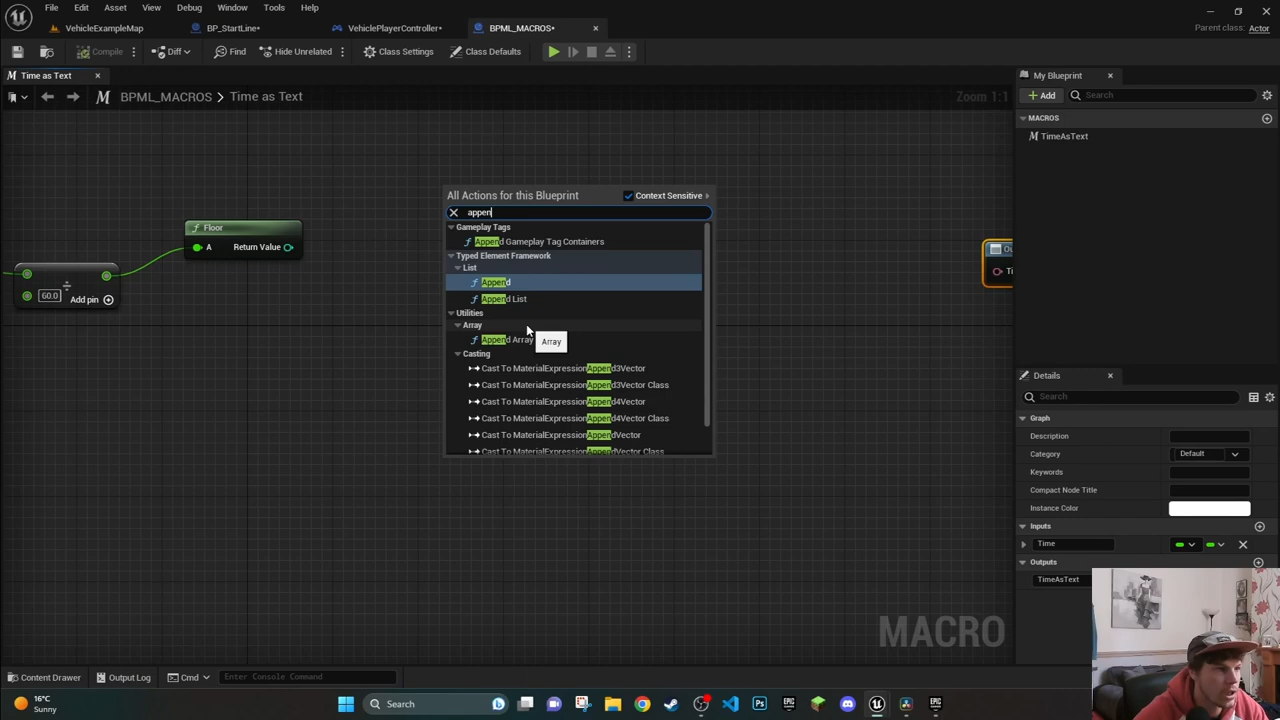 File Edit Asset View Debug Window Tools Help
VehicleExampleMap BP_StartLine• VehiclePlayerController• BPML_MACROS•
Parent class: Actor
Compile Diff Find Hide Unrelated Class Settings Class Defaults
Time as Text
My Blueprint
BPML_MACROS > Time as Text
Zoom 1:1
Add Search
MACROS
TimeAsText
All Actions for this Blueprint Context Sensitive
appen
Gameplay Tags
Append Gameplay Tag Containers
Typed Element Framework
List
Append
Append List
Utilities
Array
Append Array
Array
Casting
Cast To MaterialExpressionAppend3Vector
Cast To MaterialExpressionAppend3Vector Class
Cast To MaterialExpressionAppend4Vector
Cast To MaterialExpressionAppend4Vector Class
Cast To MaterialExpressionAppendVector
Cast To MaterialExpressionAppendVector Class
Floor
A Return Value
60.0 Add pin
Details
Search
Graph
Description
Category Default
Keywords
Compact Node Title
Instance Color
Inputs
Time
Outputs
TimeAsText
MACRO
Content Drawer Output Log Cmd Enter Console Command
16°C
Sunny
Search